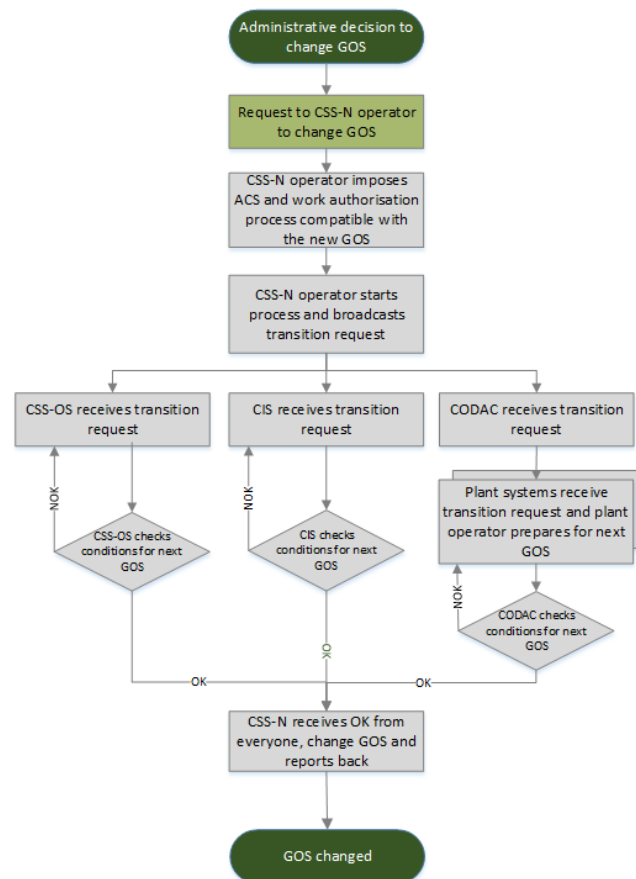 Administrative decision to
change GOS
Request to CSS-N operator
to change GOS
CSS-N operator imposes
ACS and work authorisation
process compatible with
the new GOS
CSS-N operator starts
process and broadcasts
transition request
CSS-OS receives transition
request
CIS receives transition
request
CODAC receives transition
request
NOK
CSS-OS checks
conditions for next
GOS
NOK
CIS checks
conditions for next
GOS
Plant systems receive
transition request and plant
operator prepares for next
GOS
NOK
CODAC checks
conditions for next
GOS
OK
OK
OK
CSS-N receives OK from
everyone, change GOS and
reports back
GOS changed